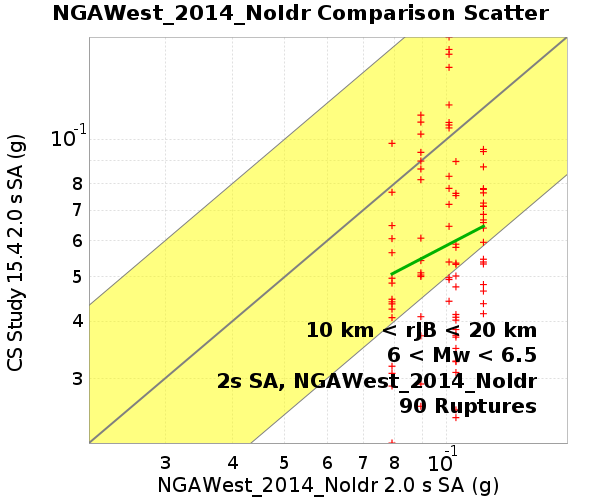 NGAWest_2014_NoIdr Comparison Scatter
CS Study 15.4 2.0 s SA (g)
10^-1
8
7
6
5
4
3
10 km < rJB < 20 km
6 < Mw < 6.5
2s SA, NGAWest_2014_NoIdr
90 Ruptures
3 4 5 6 7 8 10^-1
NGAWest_2014_NoIdr 2.0 s SA (g)